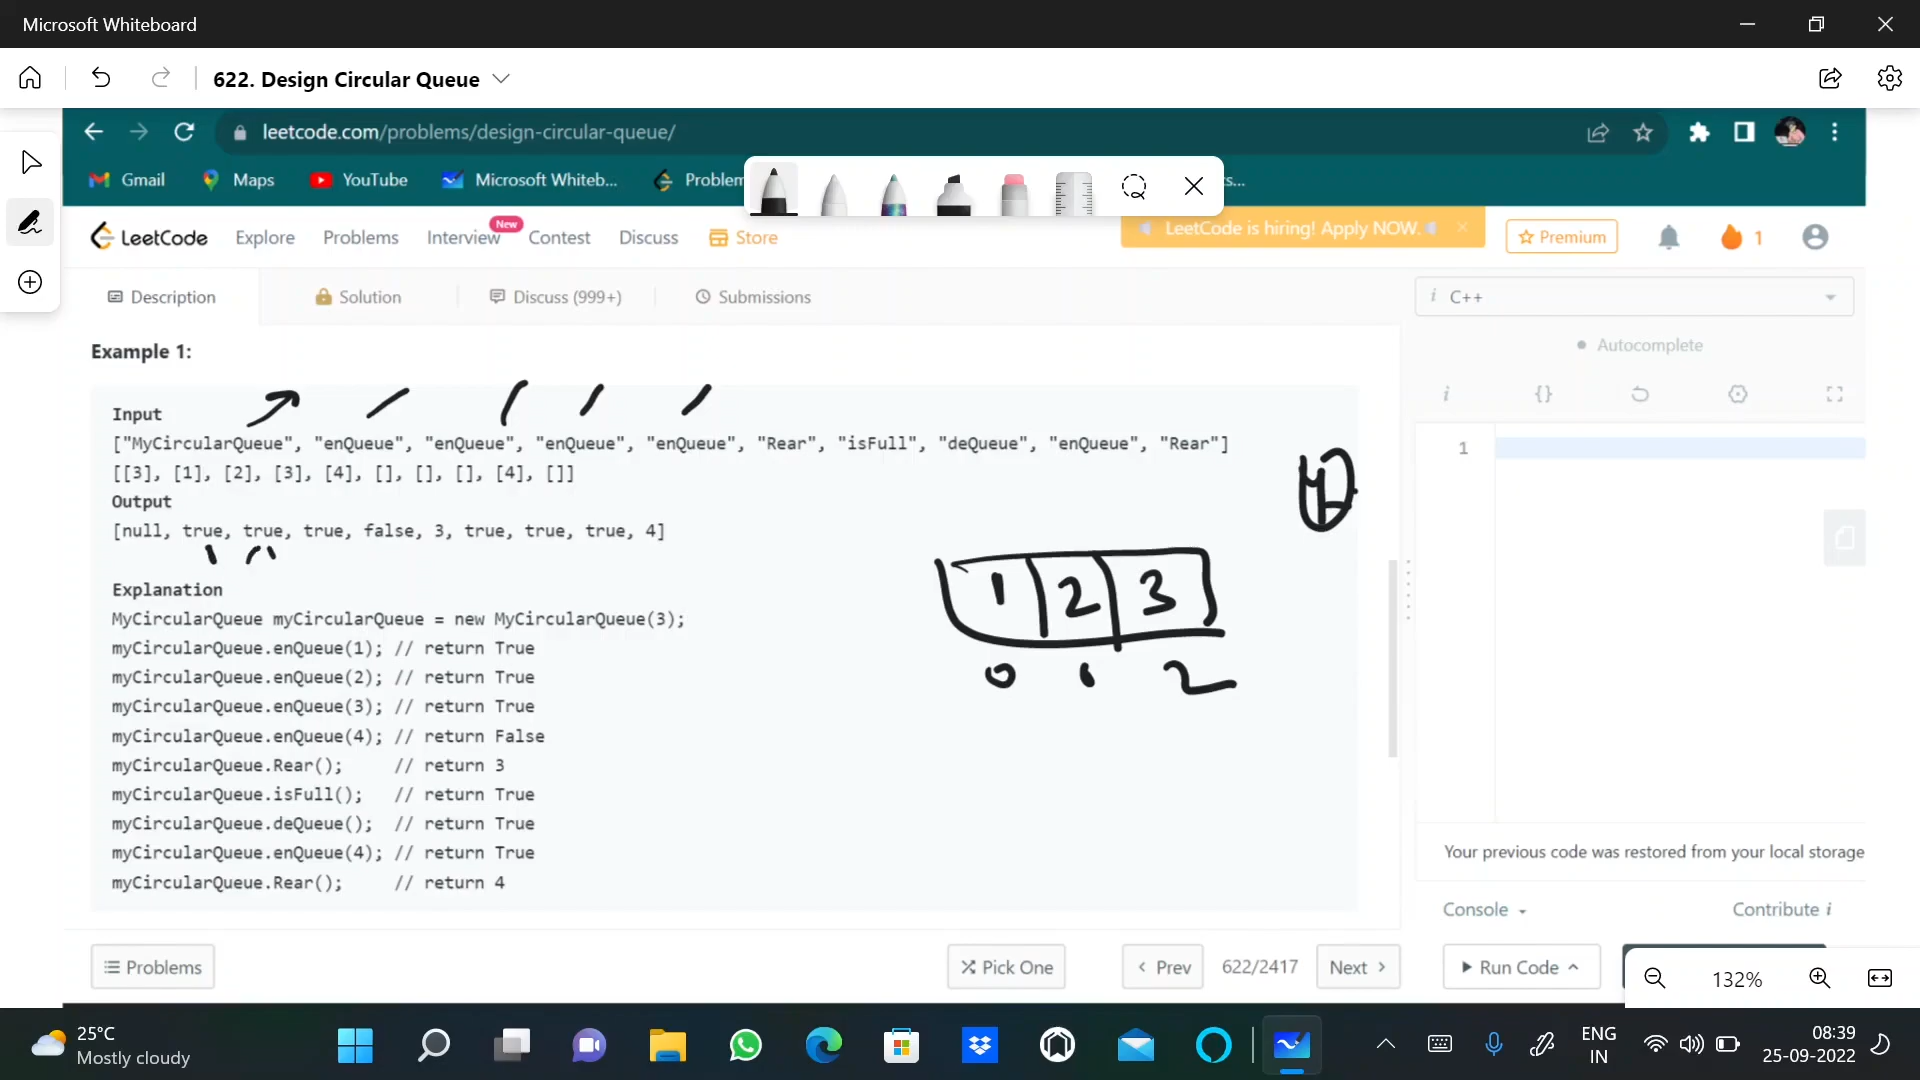 Microsoft Whiteboard
622. Design Circular Queue
leetcode.com/problems/design-circular-queue/
Gmail Maps YouTube Microsoft Whiteb... Problem s...
LeetCode Explore Problems Interview New Contest Discuss Store LeetCode is hiring! Apply NOW. Premium 1
Description Solution Discuss (999+) Submissions i C++
Autocomplete
Example 1:
i {}
Input
["MyCircularQueue", "enQueue", "enQueue", "enQueue", "enQueue", "Rear", "isFull", "deQueue", "enQueue", "Rear"]
1
[[3], [1], [2], [3], [4], [], [], [], [4], []]
Output
[null, true, true, true, false, 3, true, true, true, 4]
Explanation
1 2 3
MyCircularQueue myCircularQueue = new MyCircularQueue(3);
myCircularQueue.enQueue(1); // return True
myCircularQueue.enQueue(2); // return True
0 1 2
myCircularQueue.enQueue(3); // return True
myCircularQueue.enQueue(4); // return False
myCircularQueue.Rear(); // return 3
myCircularQueue.isFull(); // return True
myCircularQueue.deQueue(); // return True
myCircularQueue.enQueue(4); // return True
myCircularQueue.Rear(); // return 4
Your previous code was restored from your local storage
Console Contribute i
Problems Pick One Prev 622/2417 Next Run Code
132%
25°C
Mostly cloudy
ENG
IN
08:39
25-09-2022